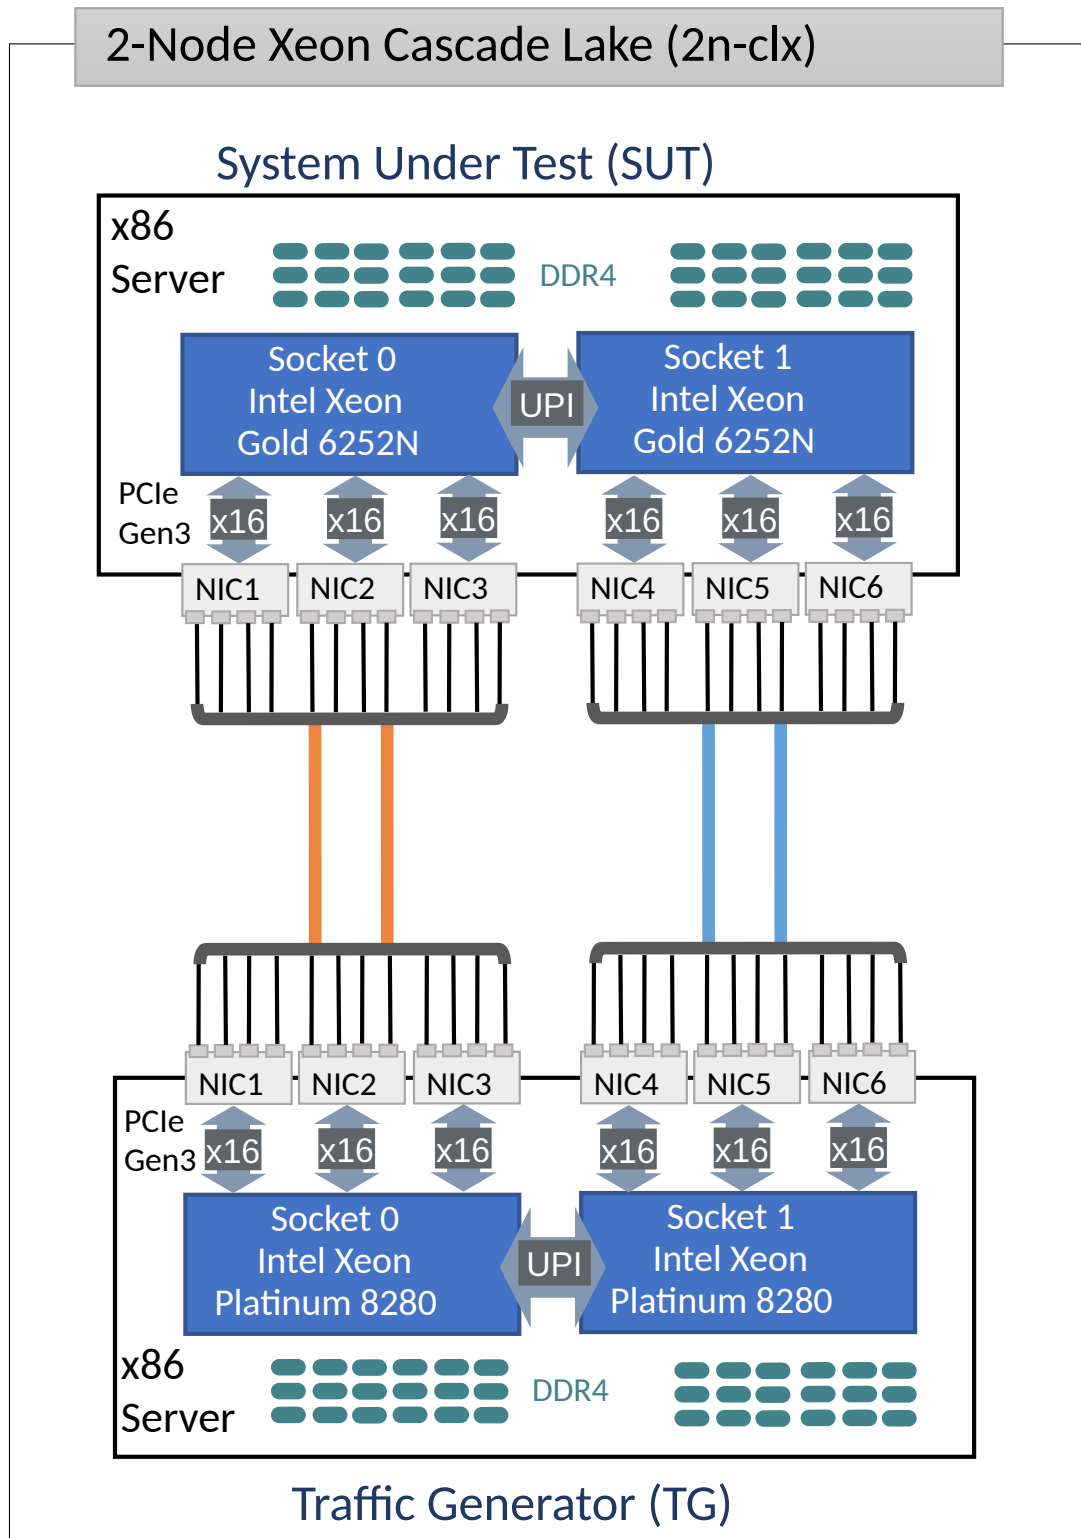 2-Node Xeon Cascade Lake (2n-clx)
System Under Test (SUT)
x86
Server
DDR4
Socket 0
Intel Xeon
Gold 6252N
UPI
Socket 1
Intel Xeon
Gold 6252N
PCIe
Gen3
x16
x16
x16
x16
x16
x16
NIC1
NIC2
NIC3
NIC4
NIC5
NIC6
NIC1
NIC2
NIC3
NIC4
NIC5
NIC6
PCIe
Gen3
x16
x16
x16
x16
x16
x16
Socket 0
Intel Xeon
Platinum 8280
UPI
Socket 1
Intel Xeon
Platinum 8280
x86
Server
DDR4
Traffic Generator (TG)